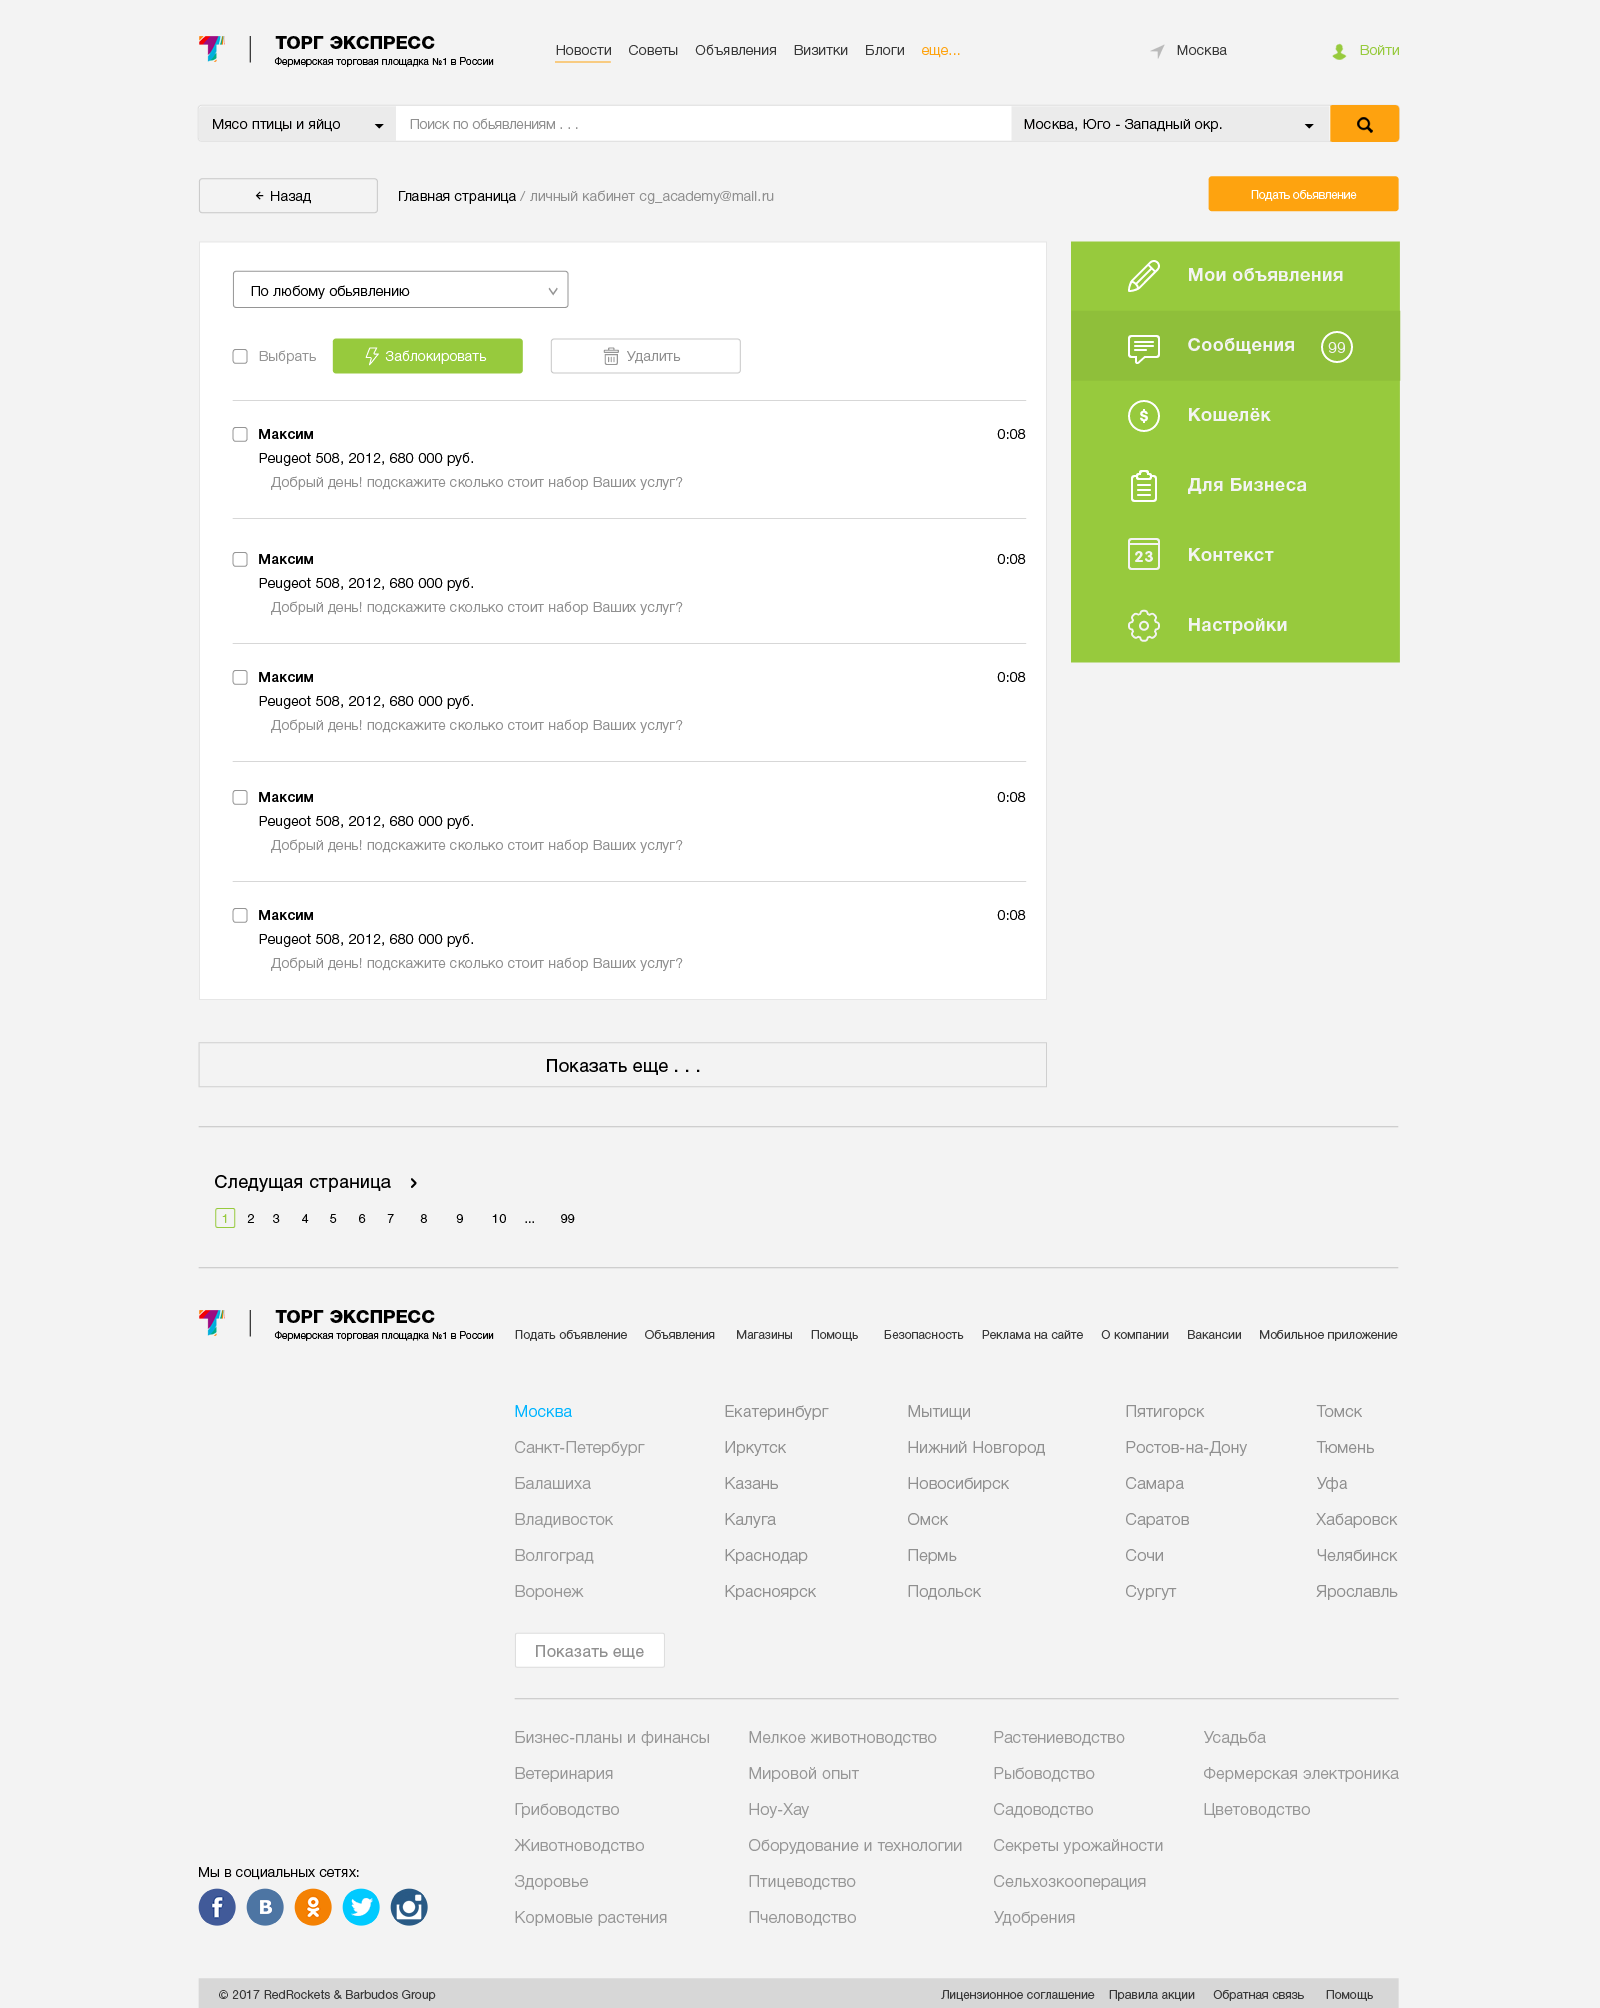 ТОРГ ЭКСПРЕСС
Фермерская торговая площадка №1 в России
Новости Советы Объявления Визитки Блоги еще... Москва Войти
Мясо птицы и яйцо Поиск по обьявлениям . . . Москва, Юго - Западный окр.
Назад Главная страница / личный кабинет cg_academy@mail.ru Подать обьявление
По любому обьявлению
Выбрать Заблокировать Удалить
Максим 0:08
Peugeot 508, 2012, 680 000 руб.
Добрый день! подскажите сколько стоит набор Ваших услуг?
Максим 0:08
Peugeot 508, 2012, 680 000 руб.
Добрый день! подскажите сколько стоит набор Ваших услуг?
Максим 0:08
Peugeot 508, 2012, 680 000 руб.
Добрый день! подскажите сколько стоит набор Ваших услуг?
Максим 0:08
Peugeot 508, 2012, 680 000 руб.
Добрый день! подскажите сколько стоит набор Ваших услуг?
Максим 0:08
Peugeot 508, 2012, 680 000 руб.
Добрый день! подскажите сколько стоит набор Ваших услуг?
Мои объявления
Сообщения 99
$ Кошелёк
Для Бизнеса
23 Контекст
Настройки
Показать еще . . .
Следущая страница
1 2 3 4 5 6 7 8 9 10 ... 99
ТОРГ ЭКСПРЕСС
Фермерская торговая площадка №1 в России
Подать объявление Объявления Магазины Помощь Безопасность Реклама на сайте О компании Вакансии Мобильное приложение
Москва Екатеринбург Мытищи Пятигорск Томск
Санкт-Петербург Иркутск Нижний Новгород Ростов-на-Дону Тюмень
Балашиха Казань Новосибирск Самара Уфа
Владивосток Калуга Омск Саратов Хабаровск
Волгоград Краснодар Пермь Сочи Челябинск
Воронеж Красноярск Подольск Сургут Ярославль
Показать еще
Бизнес-планы и финансы Мелкое животноводство Растениеводство Усадьба
Ветеринария Мировой опыт Рыбоводство Фермерская электроника
Грибоводство Ноу-Хау Садоводство Цветоводство
Животноводство Оборудование и технологии Секреты урожайности
Здоровье Птицеводство Сельхозкооперация
Кормовые растения Пчеловодство Удобрения
Мы в социальных сетях:
© 2017 RedRockets & Barbudos Group Лицензионное соглашение Правила акции Обратная связь Помощь